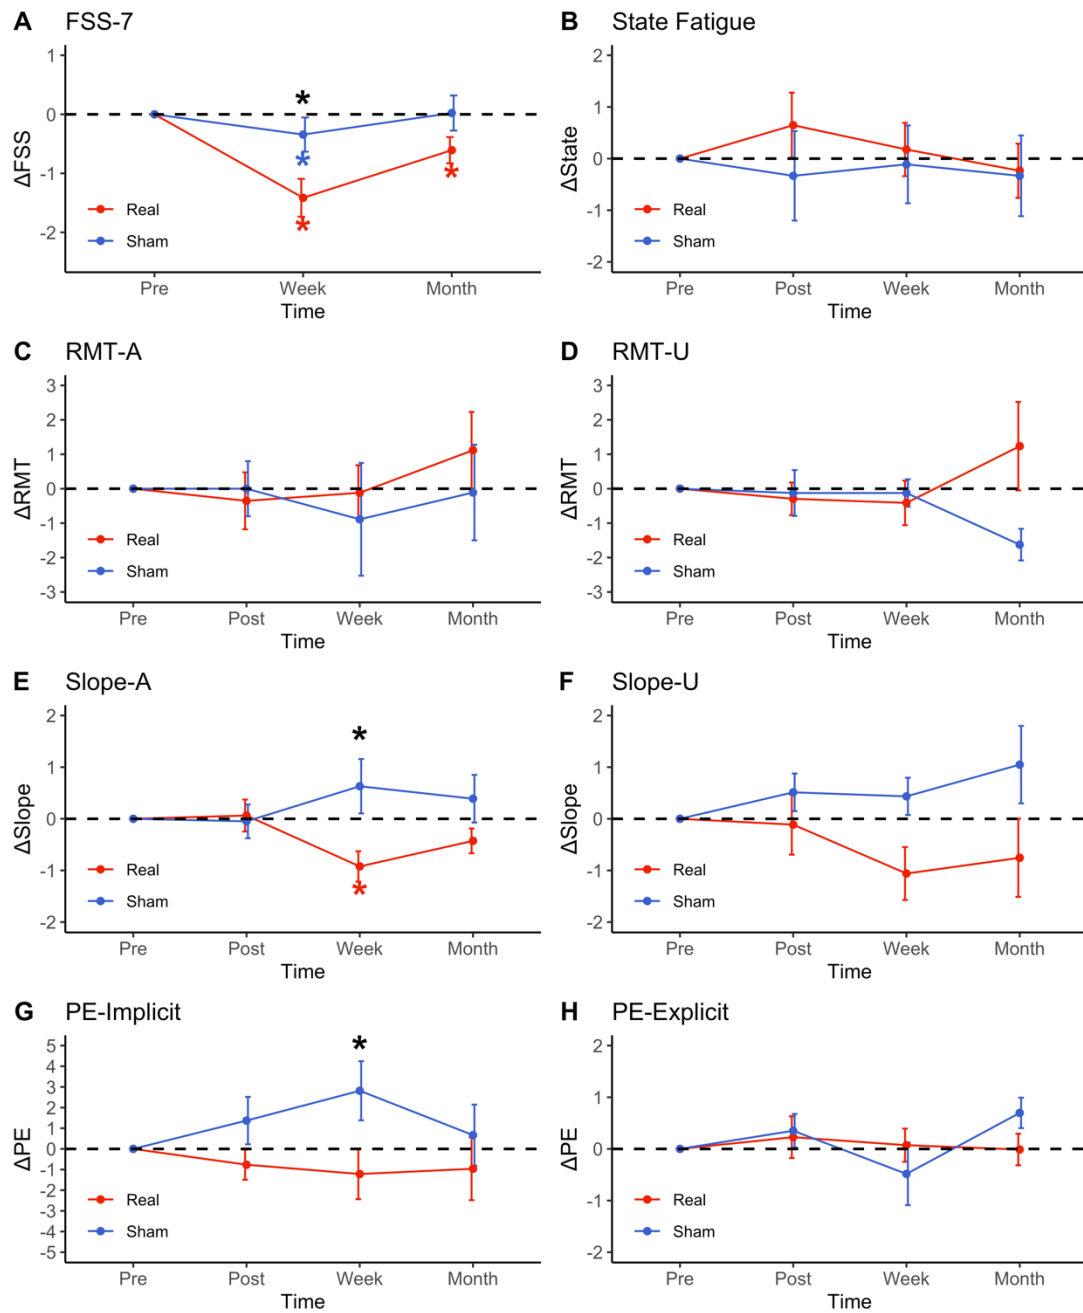 A FSS-7
1
0
-1
-2
ΔFSS
*
*
*
*
Real
Sham
Pre Week Month
Time
B State Fatigue
2
1
0
-1
-2
ΔState
Real
Sham
Pre Post Week Month
Time
C RMT-A
3
2
1
0
-1
-2
-3
ΔRMT
Real
Sham
Pre Post Week Month
Time
D RMT-U
3
2
1
0
-1
-2
-3
ΔRMT
Real
Sham
Pre Post Week Month
Time
E Slope-A
2
1
0
-1
-2
ΔSlope
*
*
Real
Sham
Pre Post Week Month
Time
F Slope-U
2
1
0
-1
-2
ΔSlope
Real
Sham
Pre Post Week Month
Time
G PE-Implicit
5
4
3
2
1
0
-1
-2
-3
-4
-5
ΔPE
*
Real
Sham
Pre Post Week Month
Time
H PE-Explicit
2
1
0
-1
-2
ΔPE
Real
Sham
Pre Post Week Month
Time